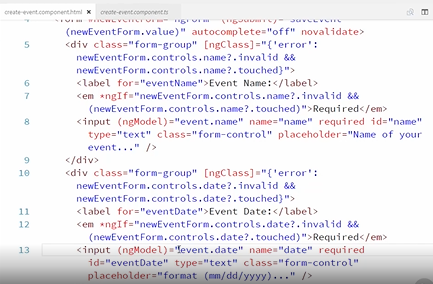 create-event.component.html × create-event.component.ts
(newEventForm.value)" autocomplete="off" novalidate>
5 <div class="form-group" [ngClass]="{'error':
newEventForm.controls.name?.invalid &&
newEventForm.controls.name?.touched}">
6 <label for="eventName">Event Name:</label>
7 <em *ngIf="newEventForm.controls.name?.invalid &&
(newEventForm.controls.name?.touched)">Required</em>
8 <input (ngModel)="event.name" name="name" required id="name"
type="text" class="form-control" placeholder="Name of your
event..." />
9 </div>
10 <div class="form-group" [ngClass]="{'error':
newEventForm.controls.date?.invalid &&
newEventForm.controls.date?.touched}">
11 <label for="eventDate">Event Date:</label>
12 <em *ngIf="newEventForm.controls.date?.invalid &&
(newEventForm.controls.date?.touched)">Required</em>
13 <input (ngModel)="event.date" name="date" required
id="eventDate" type="text" class="form-control"
placeholder="format (mm/dd/yyyy)..." />